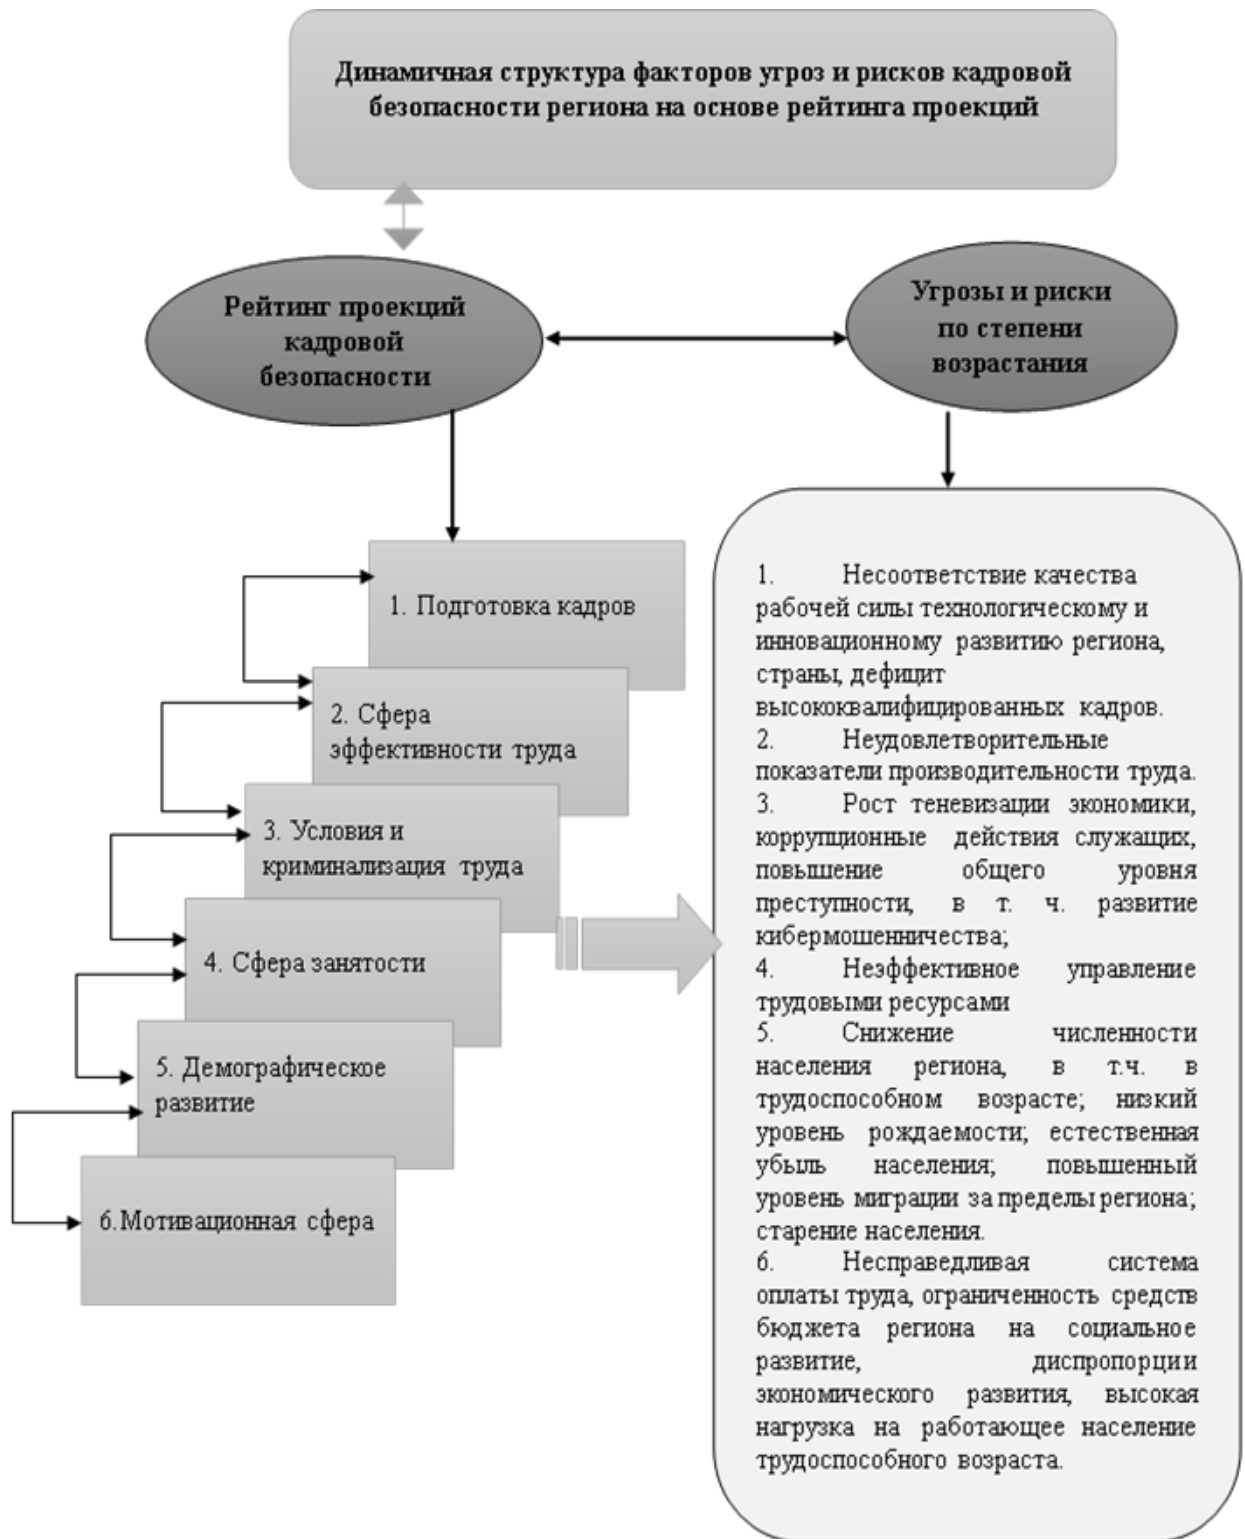 Динамичная структура факторов угроз и рисков кадровой
безопасности региона на основе рейтинга проекций
Рейтинг проекций
кадровой
безопасности
Угрозы и риски
по степени
возрастания
1. Подготовка кадров
2. Сфера
эффективности труда
3. Условия и
криминализация труда
4. Сфера занятости
5. Демографическое
развитие
6.Мотивационная сфера
1. Несоответствие качества
рабочей силы технологическому и
инновационному развитию региона,
страны, дефицит
высококвалифицированных кадров.
2. Неудовлетворительные
показатели производительности труда.
3. Рост теневизации экономики,
коррупционные действия служащих,
повышение общего уровня
преступности, в т. ч. развитие
кибермошенничества;
4. Неэффективное управление
трудовыми ресурсами
5. Снижение численности
населения региона, в т.ч. в
трудоспособном возрасте; низкий
уровень рождаемости; естественная
убыль населения; повышенный
уровень миграции за пределы региона;
старение населения.
6. Несправедливая система
оплаты труда, ограниченность средств
бюджета региона на социальное
развитие, диспропорции
экономического развития, высокая
нагрузка на работающее население
трудоспособного возраста.